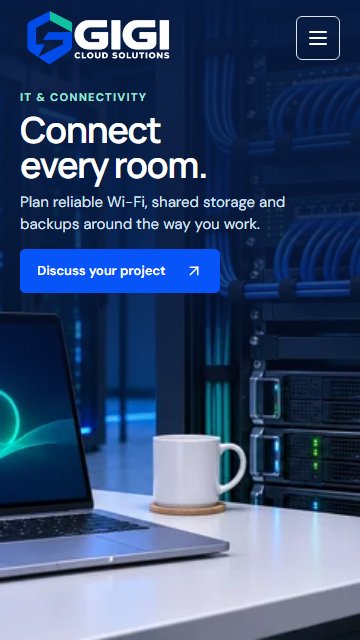 GIGI
CLOUD SOLUTIONS
IT & CONNECTIVITY
Connect
every room.
Plan reliable Wi-Fi, shared storage and
backups around the way you work.
Discuss your project